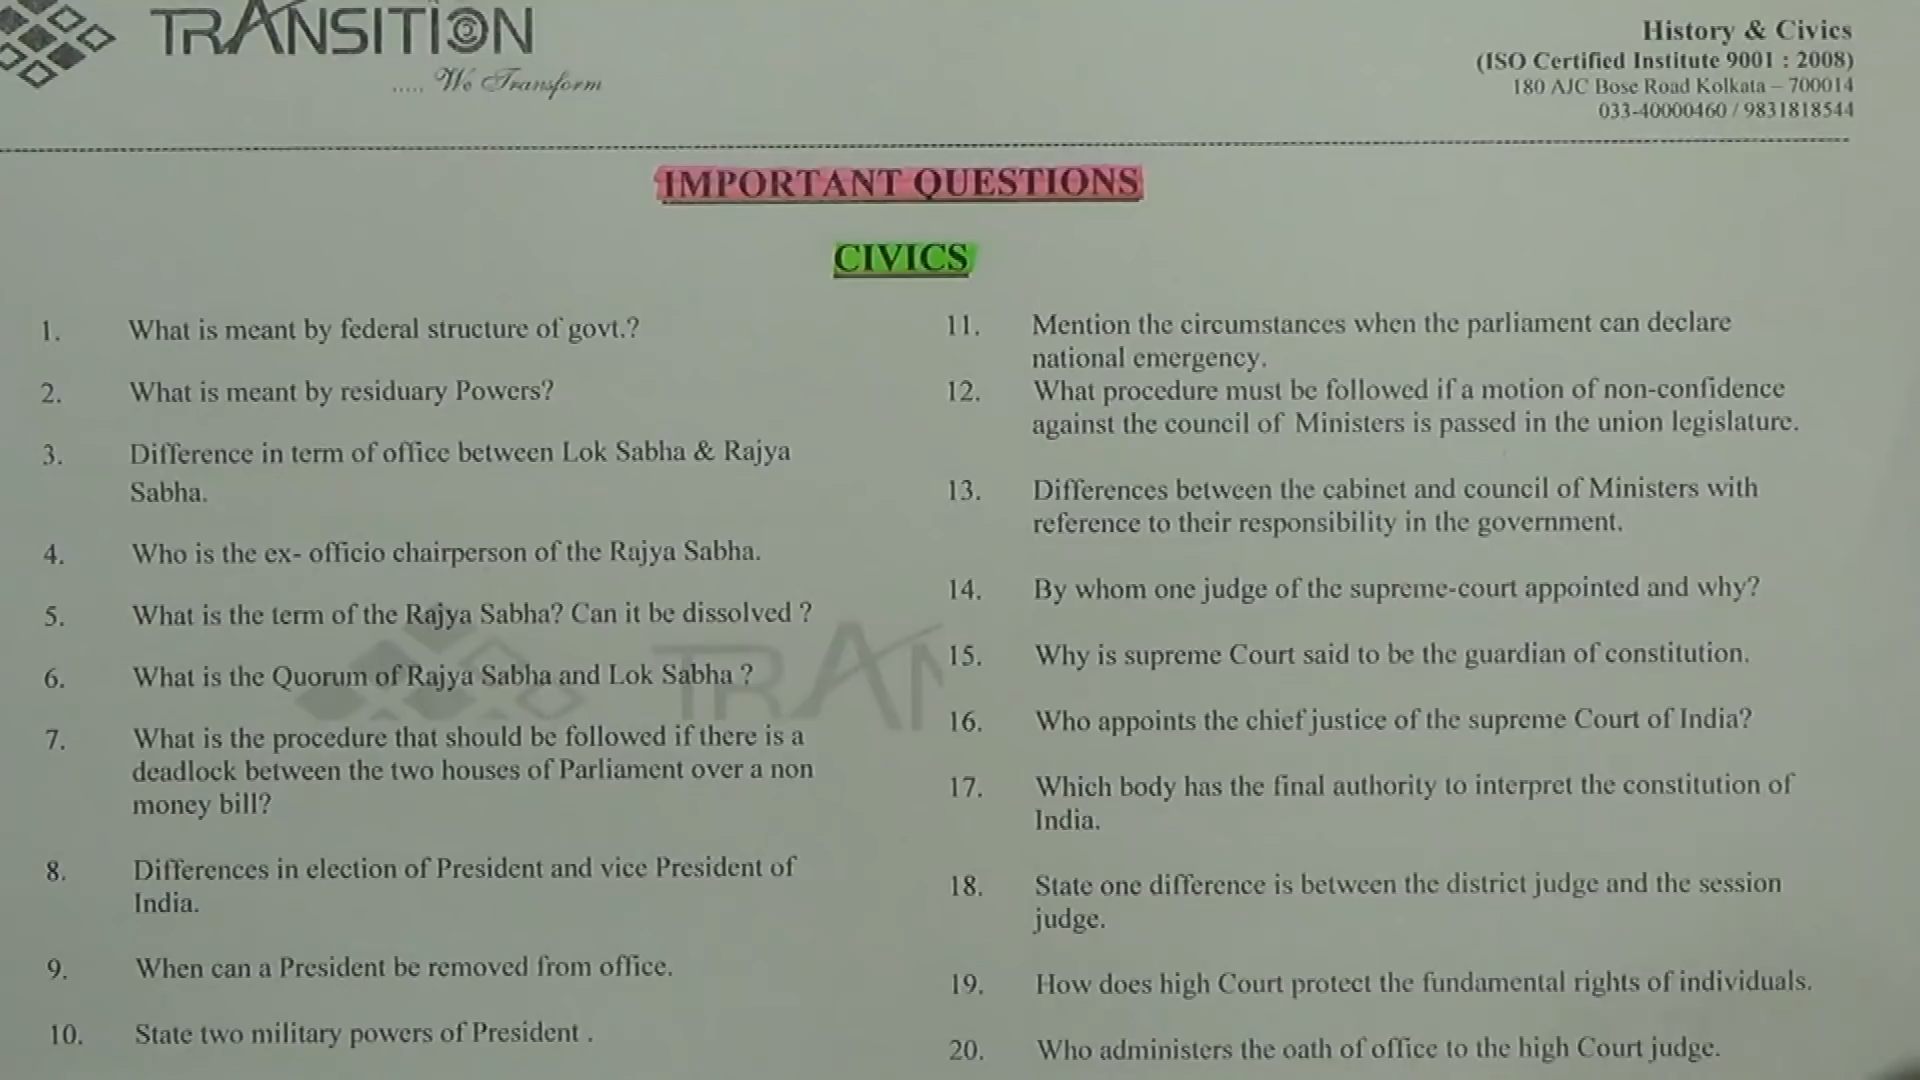 TRANSITION
..... We Transform
History & Civics
(ISO Certified Institute 9001 : 2008)
180 AJC Bose Road Kolkata – 700014
033-40000460 / 9831818544
IMPORTANT QUESTIONS
CIVICS
1. What is meant by federal structure of govt.?
2. What is meant by residuary Powers?
3. Difference in term of office between Lok Sabha & Rajya
Sabha.
4. Who is the ex- officio chairperson of the Rajya Sabha.
5. What is the term of the Rajya Sabha? Can it be dissolved ?
6. What is the Quorum of Rajya Sabha and Lok Sabha ?
7. What is the procedure that should be followed if there is a
deadlock between the two houses of Parliament over a non
money bill?
8. Differences in election of President and vice President of
India.
9. When can a President be removed from office.
10. State two military powers of President .
11. Mention the circumstances when the parliament can declare
national emergency.
12. What procedure must be followed if a motion of non-confidence
against the council of Ministers is passed in the union legislature.
13. Differences between the cabinet and council of Ministers with
reference to their responsibility in the government.
14. By whom one judge of the supreme-court appointed and why?
15. Why is supreme Court said to be the guardian of constitution.
16. Who appoints the chief justice of the supreme Court of India?
17. Which body has the final authority to interpret the constitution of
India.
18. State one difference is between the district judge and the session
judge.
19. How does high Court protect the fundamental rights of individuals.
20. Who administers the oath of office to the high Court judge.
TRAN